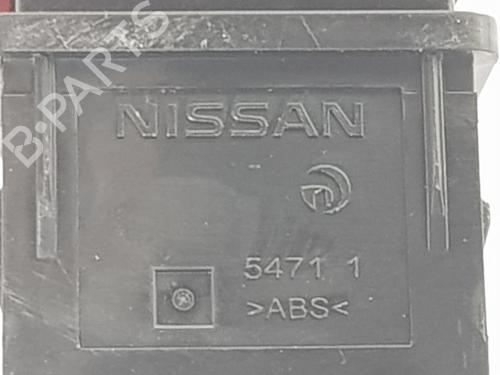 B-PARTS
NISSAN
5471 1
>ABS<